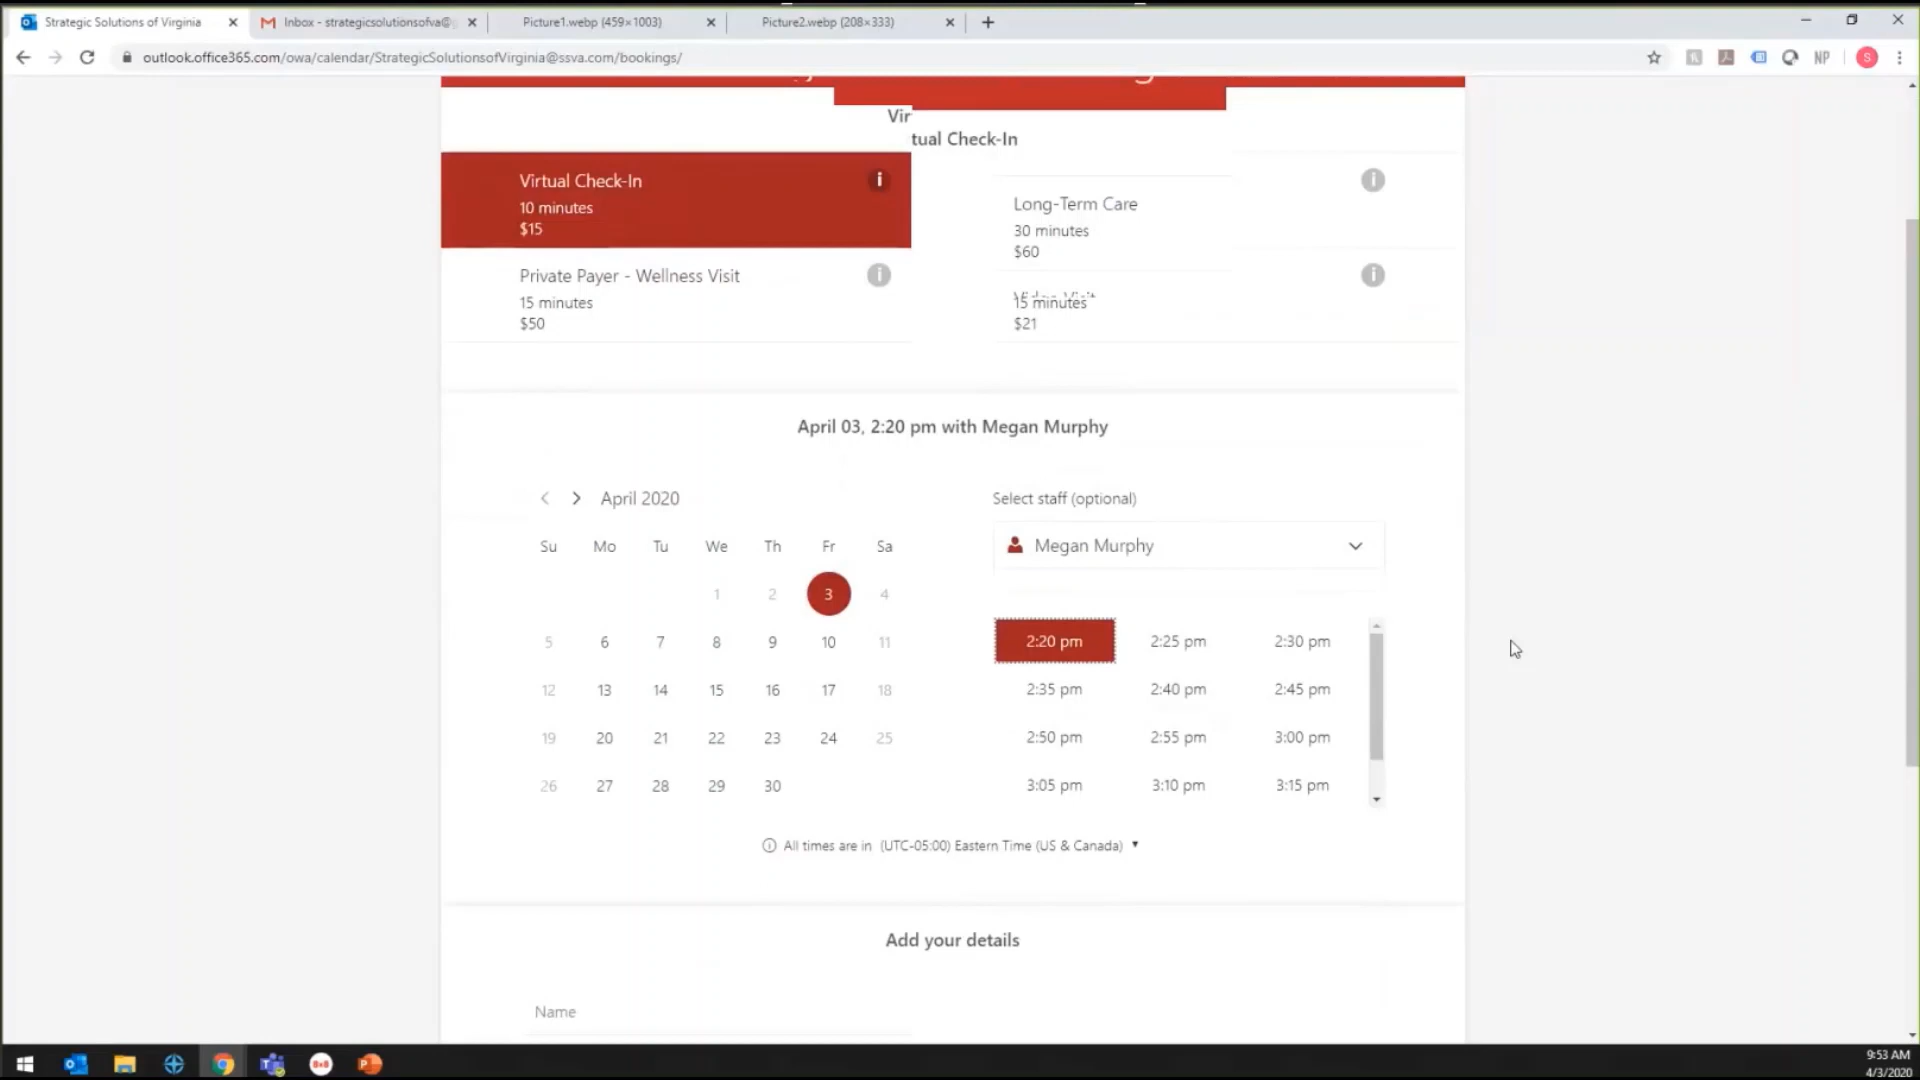 Strategic Solutions of Virginia
Inbox - strategicsolutionsofva@
Picture1.webp (459×1003)
Picture2.webp (208×333)
outlook.office365.com/owa/calendar/StrategicSolutionsofVirginia@ssva.com/bookings/
NP
S
Virtual Check-In
Virtual Check-In
10 minutes
$15
Long-Term Care
30 minutes
$60
Private Payer - Wellness Visit
15 minutes
$50
15 minutes
$21
April 03, 2:20 pm with Megan Murphy
April 2020
Select staff (optional)
Su Mo Tu We Th Fr Sa
Megan Murphy
1 2 3 4
5 6 7 8 9 10 11
12 13 14 15 16 17 18
19 20 21 22 23 24 25
26 27 28 29 30
2:20 pm 2:25 pm 2:30 pm
2:35 pm 2:40 pm 2:45 pm
2:50 pm 2:55 pm 3:00 pm
3:05 pm 3:10 pm 3:15 pm
All times are in (UTC-05:00) Eastern Time (US & Canada)
Add your details
Name
9:53 AM
4/3/2020